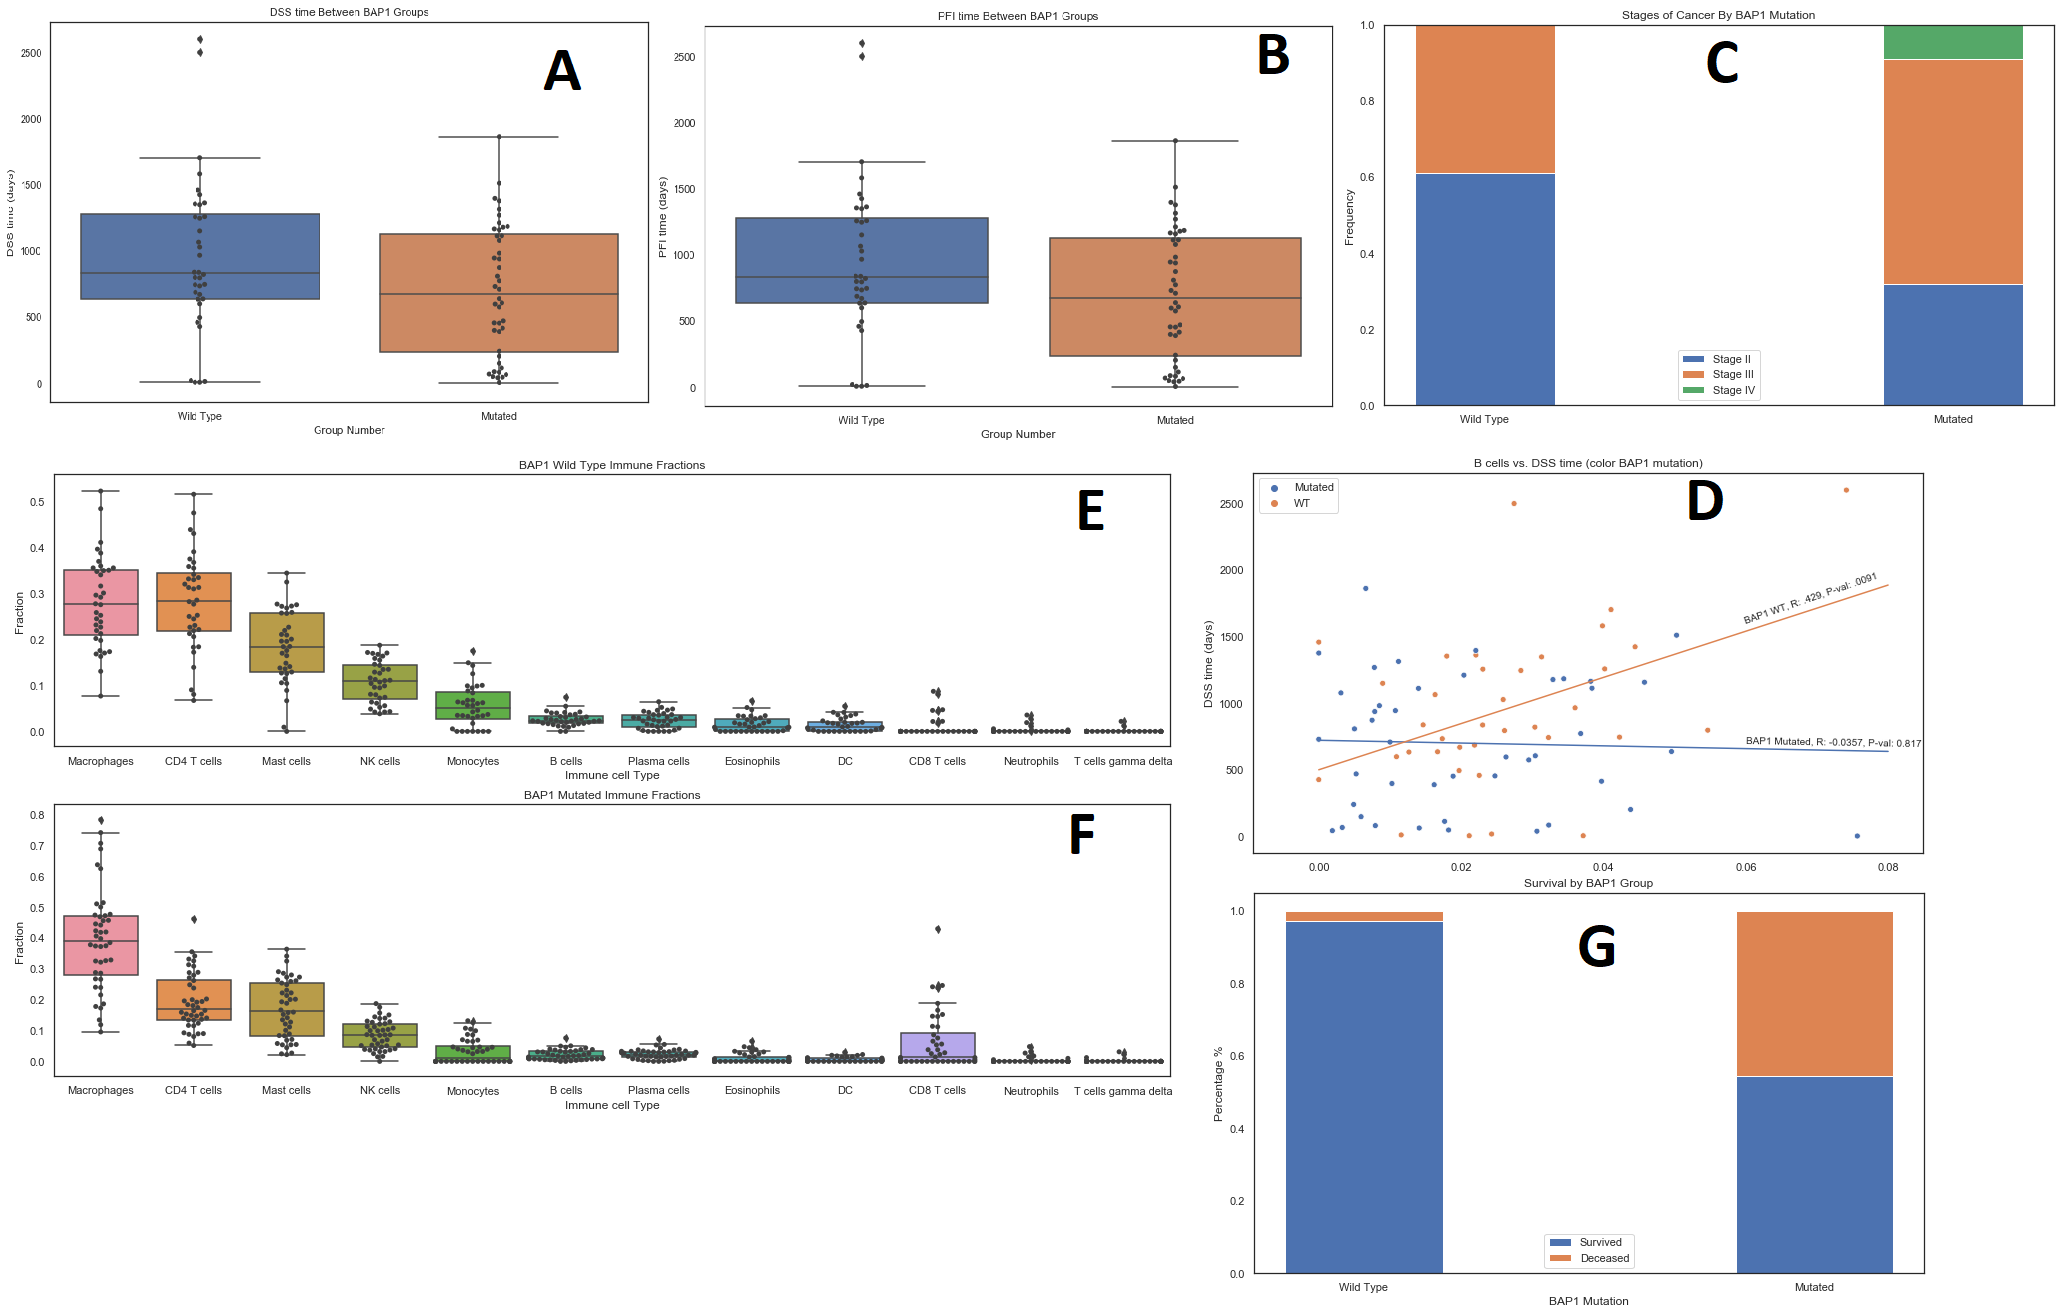 DSS time Between BAP1 Groups
A
2500
2000
1500
1000
500
0
DSS time (days)
Wild Type
Mutated
Group Number
PFI time Between BAP1 Groups
B
2500
2000
1500
1000
500
0
PFI time (days)
Wild Type
Mutated
Group Number
Stages of Cancer By BAP1 Mutation
C
1.0
0.8
0.6
0.4
0.2
0.0
Frequency
Stage II
Stage III
Stage IV
Wild Type
Mutated
BAP1 Wild Type Immune Fractions
E
0.5
0.4
0.3
0.2
0.1
0.0
Fraction
Macrophages CD4 T cells Mast cells NK cells Monocytes B cells Plasma cells Eosinophils DC CD8 T cells Neutrophils T cells gamma delta
Immune cell Type
B cells vs. DSS time (color BAP1 mutation)
D
Mutated
WT
2500
2000
1500
1000
500
0
DSS time (days)
BAP1 WT, R: .429, P-val: .0091
BAP1 Mutated, R: -0.0357, P-val: 0.817
0.00 0.02 0.04 0.06 0.08
BAP1 Mutated Immune Fractions
F
0.8
0.7
0.6
0.5
0.4
0.3
0.2
0.1
0.0
Fraction
Macrophages CD4 T cells Mast cells NK cells Monocytes B cells Plasma cells Eosinophils DC CD8 T cells Neutrophils T cells gamma delta
Immune cell Type
Survival by BAP1 Group
G
1.0
0.8
0.6
0.4
0.2
0.0
Percentage %
Survived
Deceased
Wild Type
Mutated
BAP1 Mutation